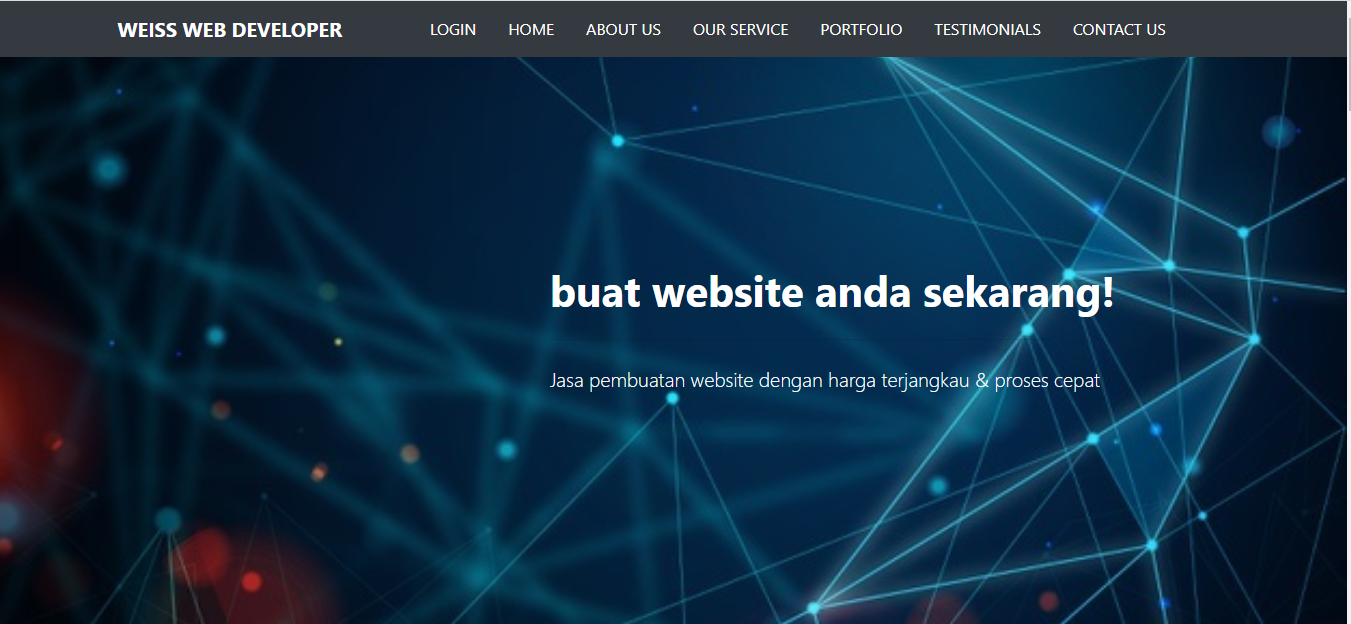 WEISS WEB DEVELOPER LOGIN HOME ABOUT US OUR SERVICE PORTFOLIO TESTIMONIALS CONTACT US
buat website anda sekarang!
Jasa pembuatan website dengan harga terjangkau & proses cepat